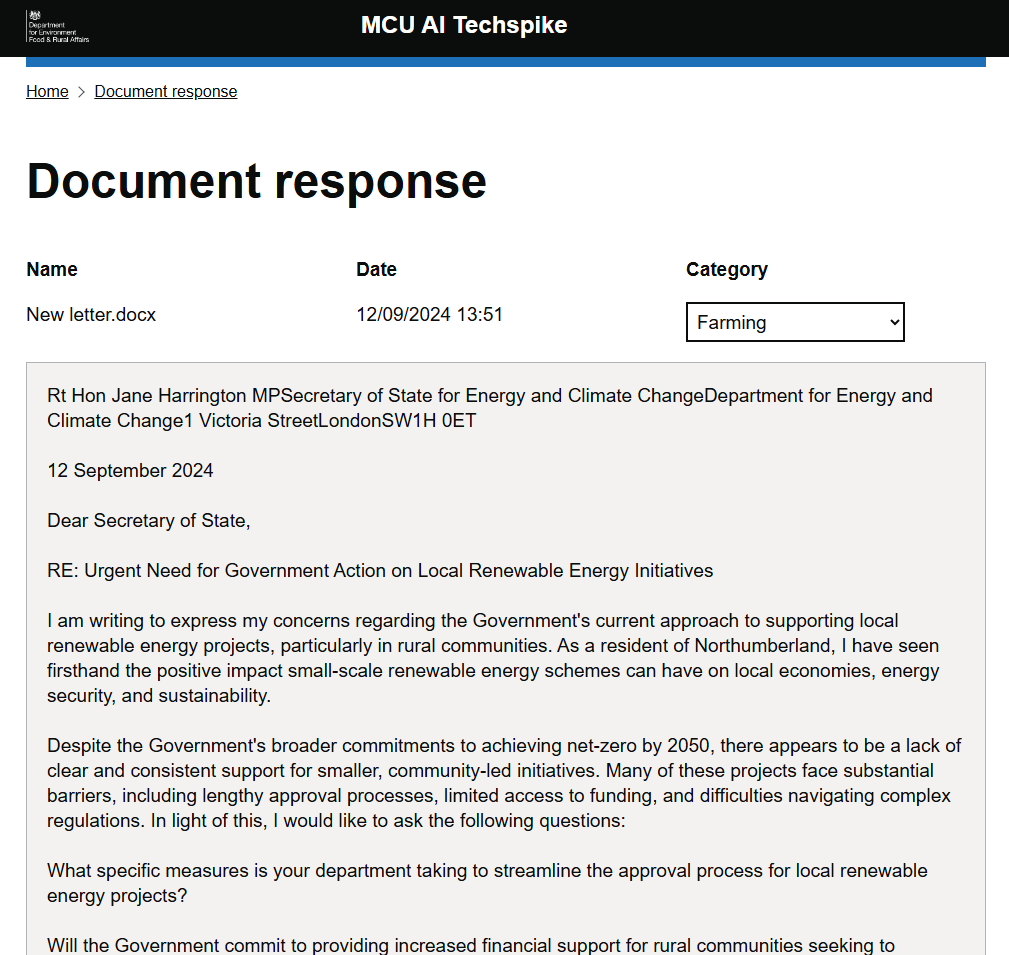 Department
for Environment
Food & Rural Affairs
MCU AI Techspike
Home > Document response
Document response
Name
Date
Category
New letter.docx
12/09/2024 13:51
Farming
Rt Hon Jane Harrington MPSecretary of State for Energy and Climate ChangeDepartment for Energy and
Climate Change1 Victoria StreetLondonSW1H 0ET
12 September 2024
Dear Secretary of State,
RE: Urgent Need for Government Action on Local Renewable Energy Initiatives
I am writing to express my concerns regarding the Government's current approach to supporting local
renewable energy projects, particularly in rural communities. As a resident of Northumberland, I have seen
firsthand the positive impact small-scale renewable energy schemes can have on local economies, energy
security, and sustainability.
Despite the Government's broader commitments to achieving net-zero by 2050, there appears to be a lack of
clear and consistent support for smaller, community-led initiatives. Many of these projects face substantial
barriers, including lengthy approval processes, limited access to funding, and difficulties navigating complex
regulations. In light of this, I would like to ask the following questions:
What specific measures is your department taking to streamline the approval process for local renewable
energy projects?
Will the Government commit to providing increased financial support for rural communities seeking to